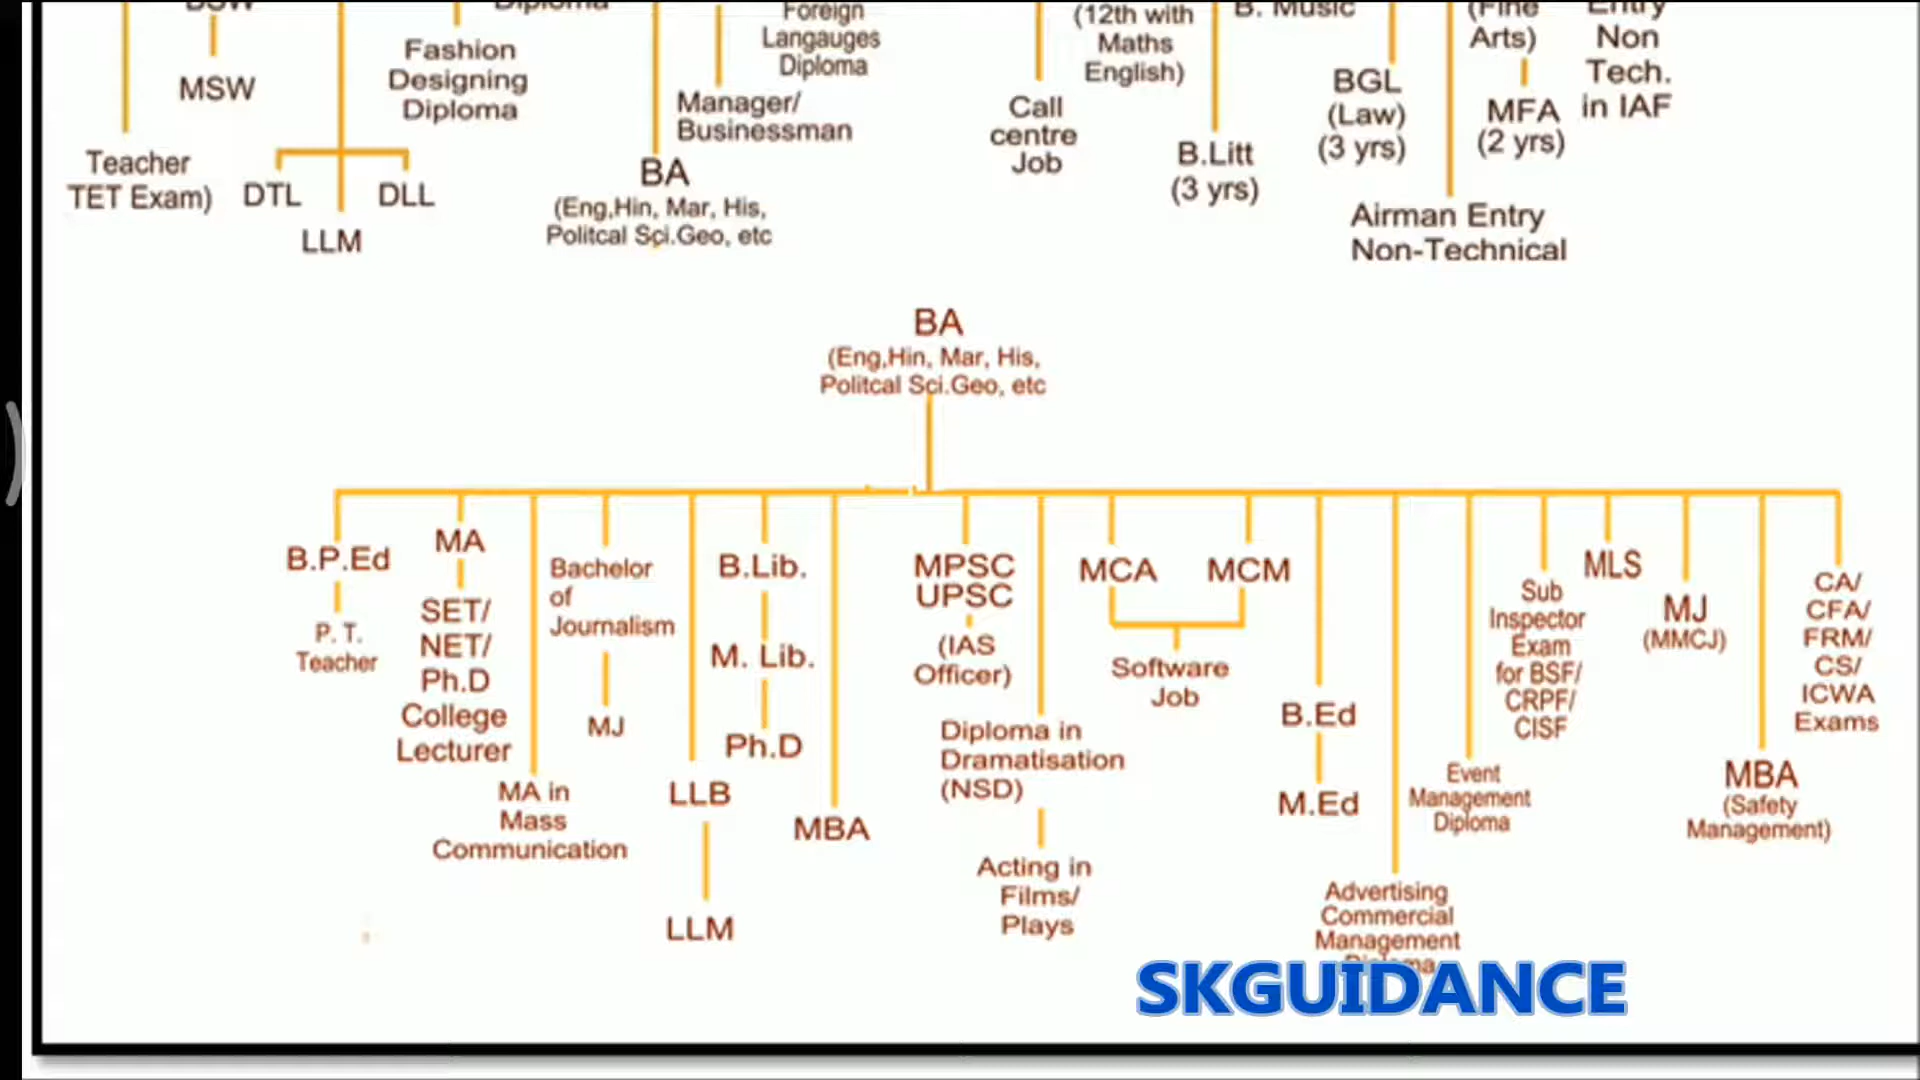 Foreign
Langauges
Diploma
(12th with
Maths
English)
B. Music
Arts)
Non
Tech.
in IAF
MSW
Fashion
Designing
Diploma
Manager/
Businessman
Call
centre
Job
BGL
(Law)
(3 yrs)
MFA
(2 yrs)
Teacher
TET Exam)
DTL
DLL
LLM
BA
(Eng,Hin, Mar, His,
Politcal Sci.Geo, etc
B.Litt
(3 yrs)
Airman Entry
Non-Technical
BA
(Eng,Hin, Mar, His,
Politcal Sci.Geo, etc
B.P.Ed
P. T.
Teacher
MA
SET/
NET/
Ph.D
College
Lecturer
MA in
Mass
Communication
Bachelor
of
Journalism
MJ
LLB
LLM
B.Lib.
M. Lib.
Ph.D
MBA
MPSC
UPSC
(IAS
Officer)
Diploma in
Dramatisation
(NSD)
Acting in
Films/
Plays
MCA
MCM
Software
Job
B.Ed
M.Ed
Advertising
Commercial
Management
Event
Management
Diploma
Sub
Inspector
Exam
for BSF/
CRPF/
CISF
MLS
MJ
(MMCJ)
MBA
(Safety
Management)
CA/
CFA/
FRM/
CS/
ICWA
Exams
SKGUIDANCE